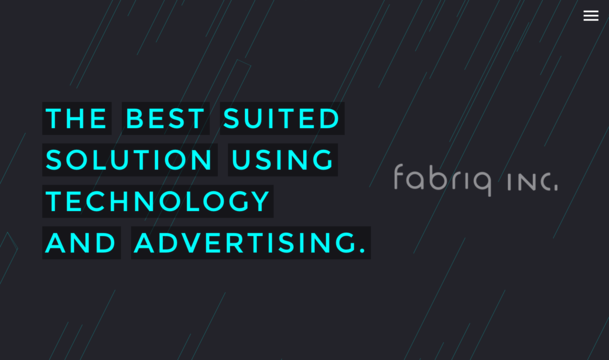 THE BEST SUITED
SOLUTION USING
TECHNOLOGY
AND ADVERTISING.
fabriq INC.